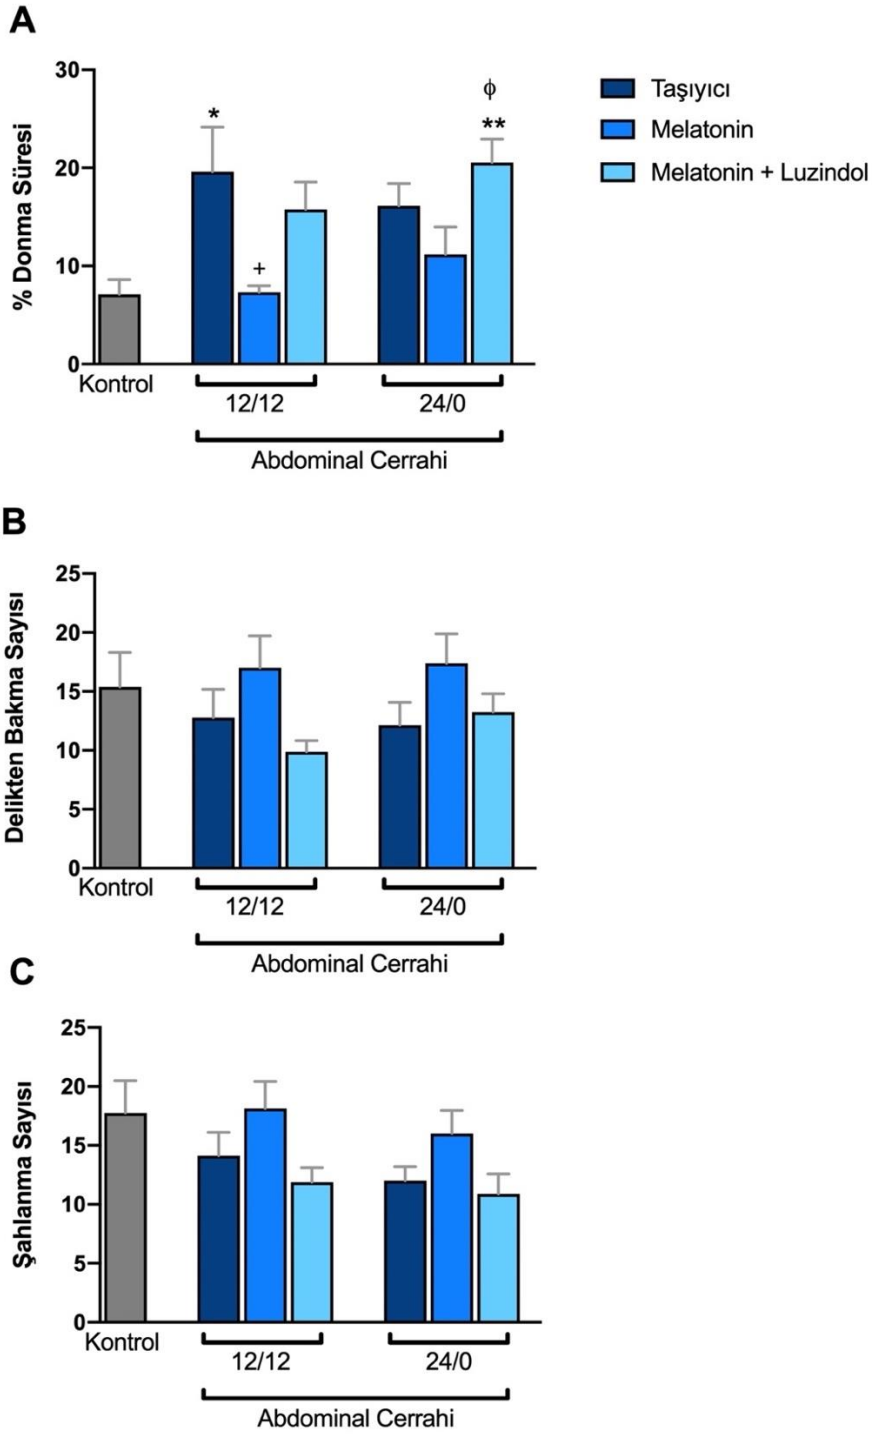 A
% Donma Süresi
30
20
10
0
*
+
ϕ
**
Taşıyıcı
Melatonin
Melatonin + Luzindol
Kontrol
12/12
24/0
Abdominal Cerrahi
B
Delikten Bakma Sayısı
25
20
15
10
5
0
Kontrol
12/12
24/0
Abdominal Cerrahi
C
Şahlanma Sayısı
25
20
15
10
5
0
Kontrol
12/12
24/0
Abdominal Cerrahi